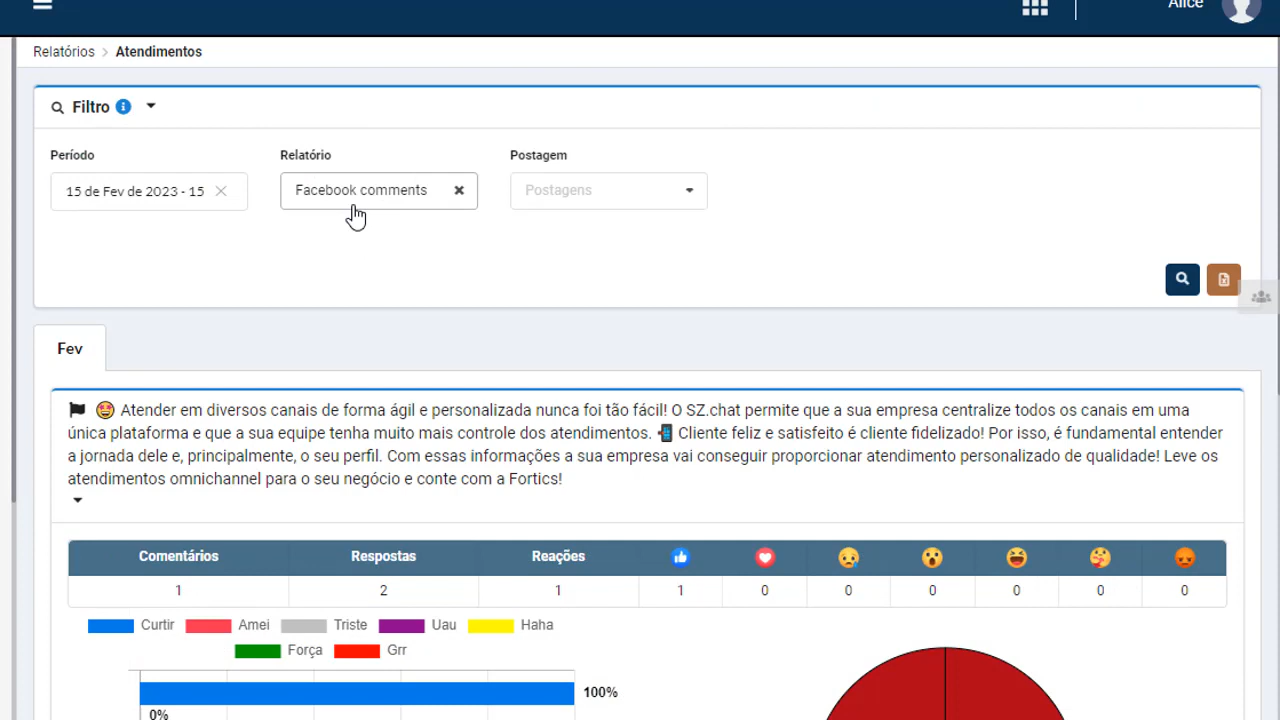 Alice
Relatórios > Atendimentos
Filtro
Período Relatório Postagem
15 de Fev de 2023 - 15 Facebook comments Postagens
Fev
Atender em diversos canais de forma ágil e personalizada nunca foi tão fácil! O SZ.chat permite que a sua empresa centralize todos os canais em uma
única plataforma e que a sua equipe tenha muito mais controle dos atendimentos. 📲 Cliente feliz e satisfeito é cliente fidelizado! Por isso, é fundamental entender
a jornada dele e, principalmente, o seu perfil. Com essas informações a sua empresa vai conseguir proporcionar atendimento personalizado de qualidade! Leve os
atendimentos omnichannel para o seu negócio e conte com a Fortics!
Comentários Respostas Reações
1 2 1 1 0 0 0 0 0 0
Curtir Amei Triste Uau Haha
Força Grr
100%
0%